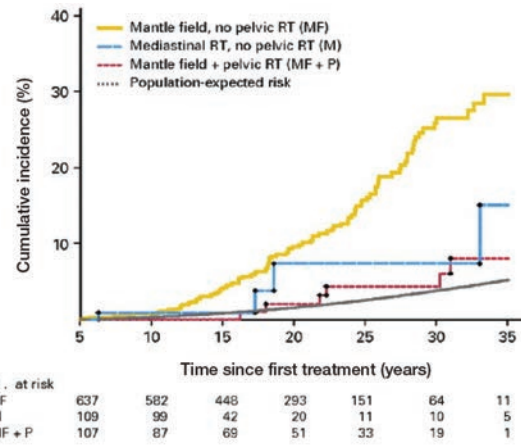 40
30
20
10
Cumulative incidence (%)
Mantle field, no pelvic RT (MF)
Mediastinal RT, no pelvic RT (M)
Mantle field + pelvic RT (MF + P)
Population-expected risk
5 10 15 20 25 30 35
Time since first treatment (years)
. at risk
F 637 582 448 293 151 64 11
109 99 42 20 11 10 5
F + P 107 87 69 51 33 19 1